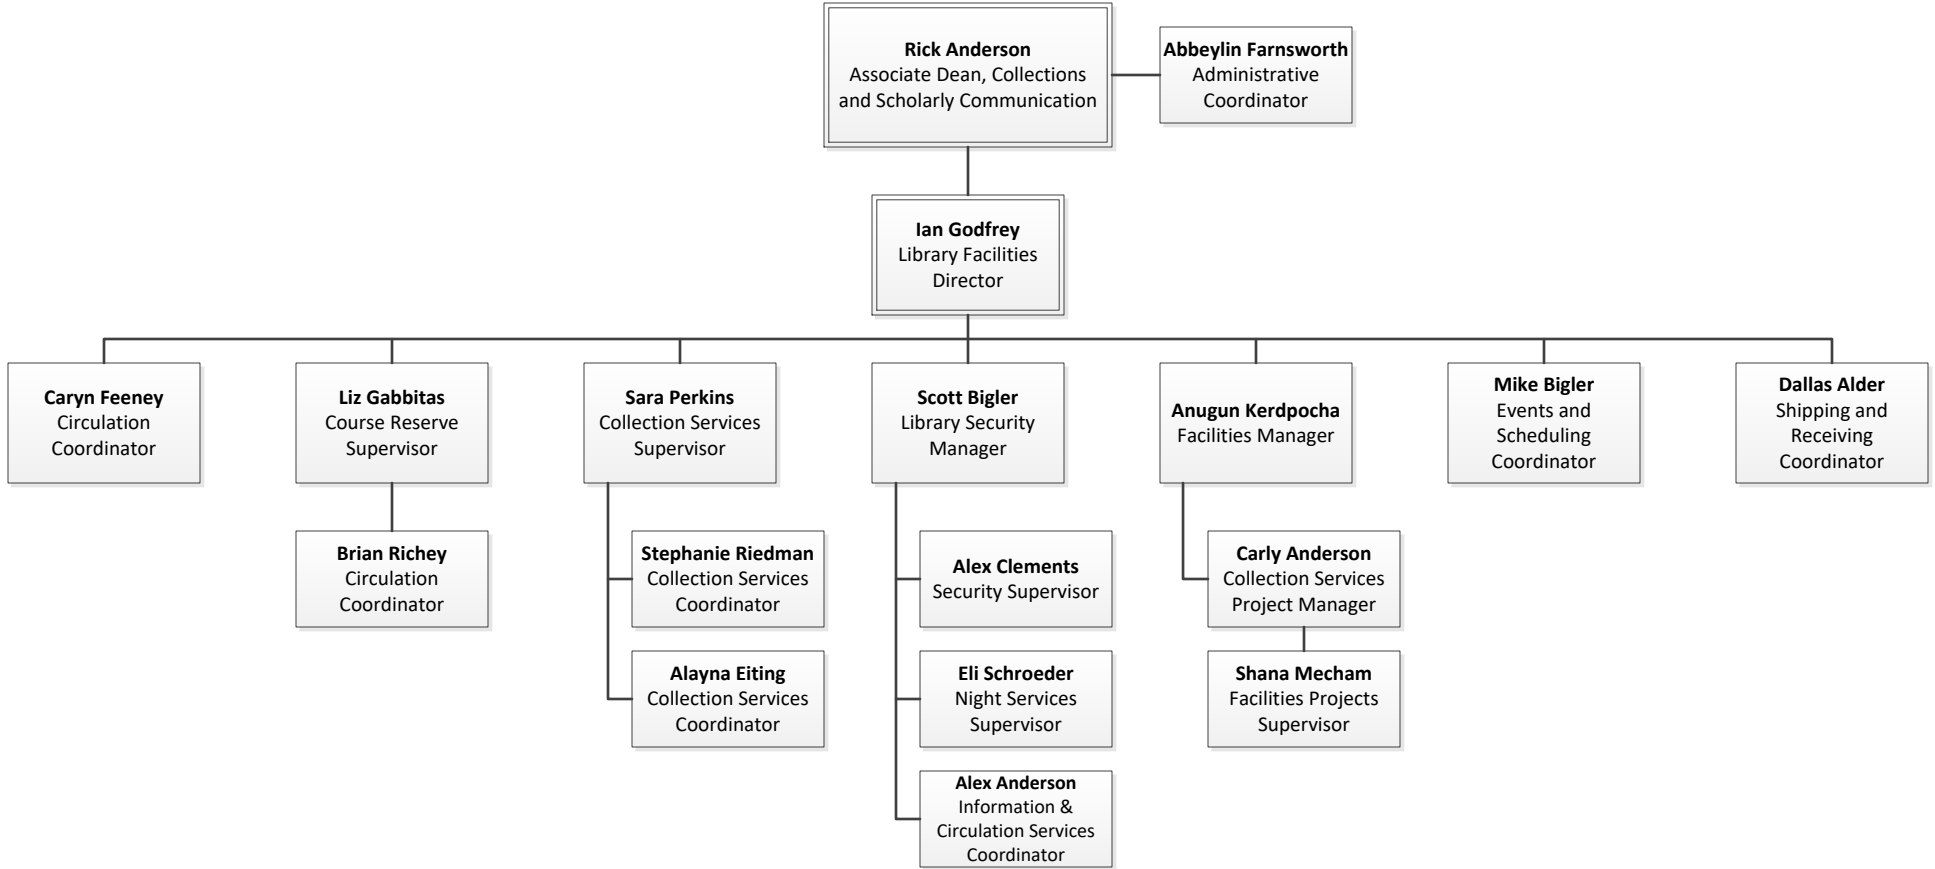 Rick Anderson
Associate Dean, Collections
and Scholarly Communication
Abbeylin Farnsworth
Administrative
Coordinator
Ian Godfrey
Library Facilities
Director
Caryn Feeney
Circulation
Coordinator
Liz Gabbitas
Course Reserve
Supervisor
Sara Perkins
Collection Services
Supervisor
Scott Bigler
Library Security
Manager
Anugun Kerdpocha
Facilities Manager
Mike Bigler
Events and
Scheduling
Coordinator
Dallas Alder
Shipping and
Receiving
Coordinator
Brian Richey
Circulation
Coordinator
Stephanie Riedman
Collection Services
Coordinator
Alex Clements
Security Supervisor
Carly Anderson
Collection Services
Project Manager
Alayna Eiting
Collection Services
Coordinator
Eli Schroeder
Night Services
Supervisor
Shana Mecham
Facilities Projects
Supervisor
Alex Anderson
Information &
Circulation Services
Coordinator